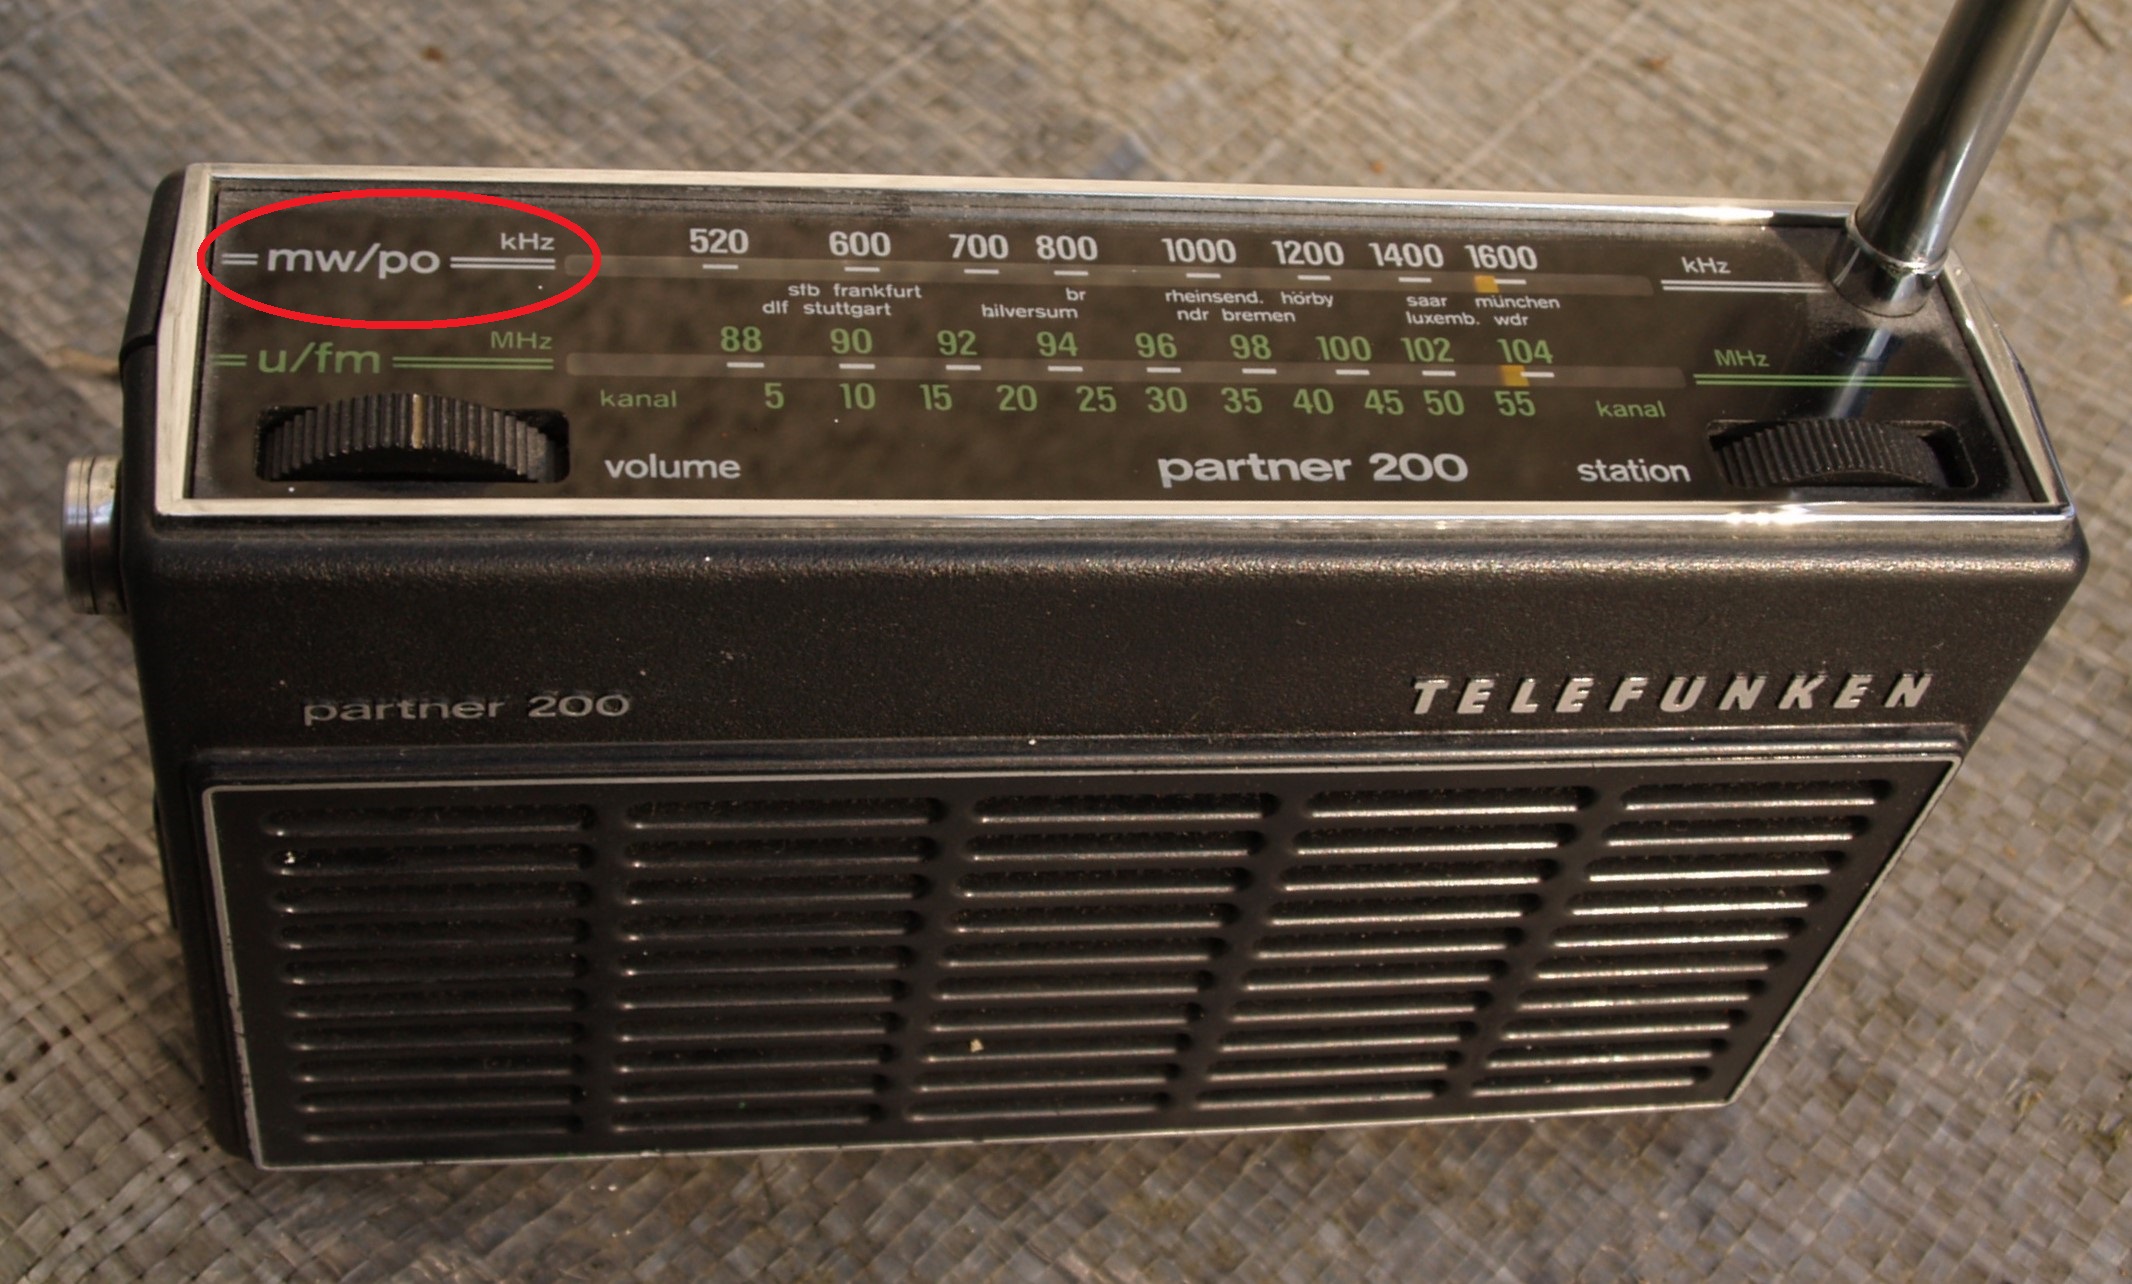 mw/po kHz 520 600 700 800 1000 1200 1400 1600 kHz
sfb frankfurt br rheinsend. hörby saar münchen
dlf stuttgart hilversum ndr bremen luxemb. wdr
u/fm MHz 88 90 92 94 96 98 100 102 104 MHz
kanal 5 10 15 20 25 30 35 40 45 50 55 kanal
volume partner 200 station
partner 200 TELEFUNKEN